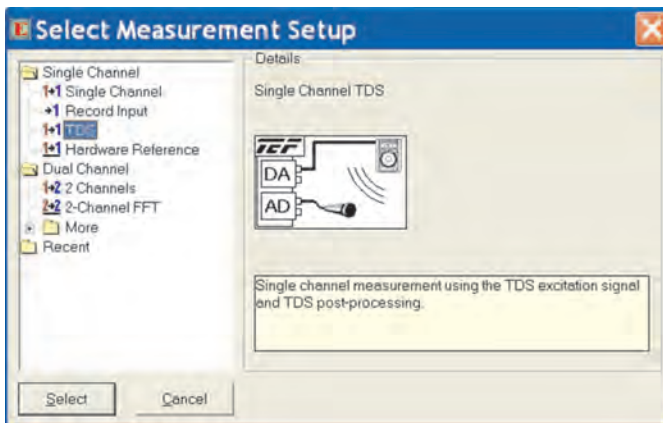 Select Measurement Setup
Single Channel
1+1 Single Channel
+1 Record Input
1+1 TDS
1+1 Hardware Reference
Dual Channel
1+2 2 Channels
2+2 2-Channel FFT
More
Recent
Details
Single Channel TDS
TEF
DA
AD
Single channel measurement using the TDS excitation signal
and TDS post-processing.
Select
Cancel